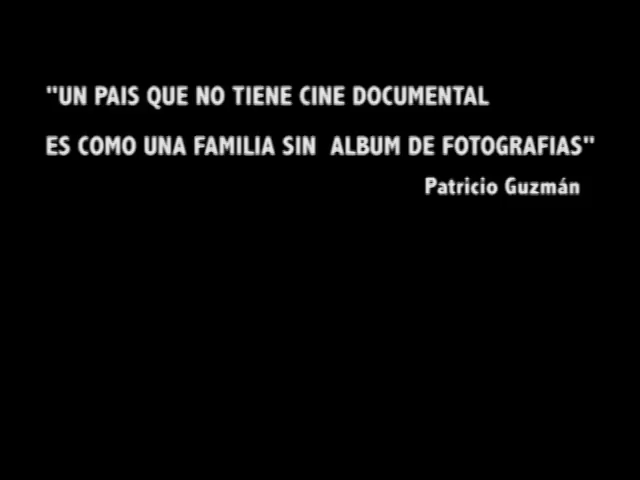 "UN PAIS QUE NO TIENE CINE DOCUMENTAL
ES COMO UNA FAMILIA SIN ALBUM DE FOTOGRAFIAS"
Patricio Guzmán